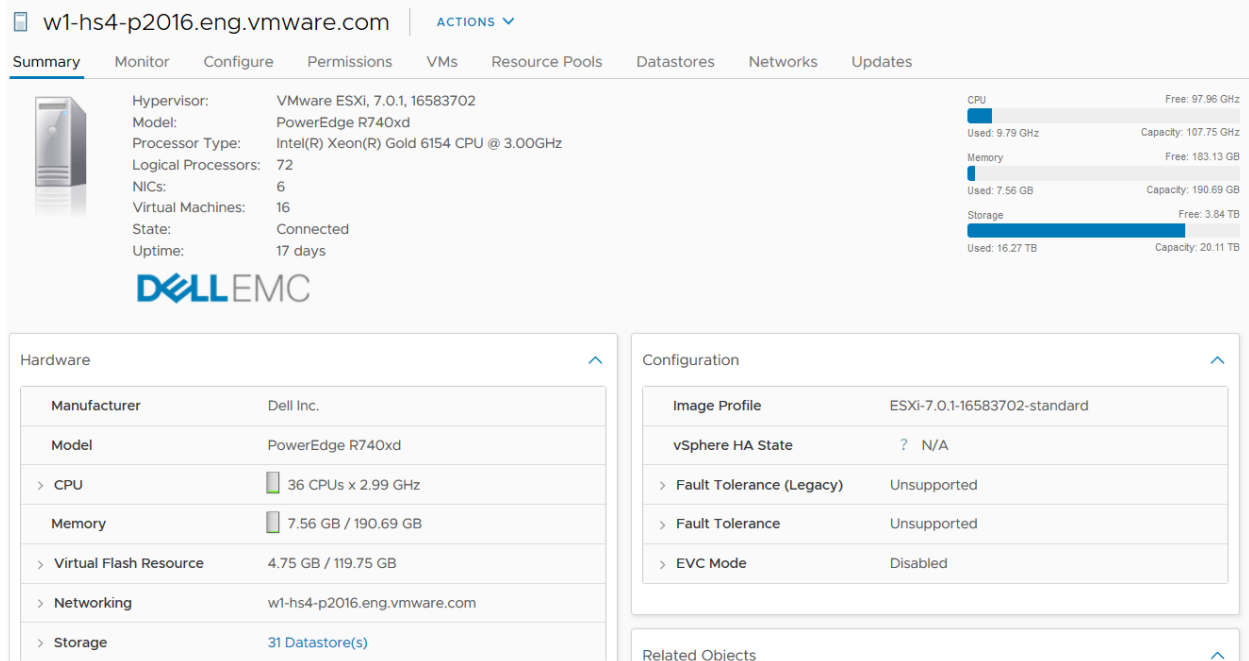 w1-hs4-p2016.eng.vmware.com ACTIONS
Summary Monitor Configure Permissions VMs Resource Pools Datastores Networks Updates
Hypervisor: VMware ESXi, 7.0.1, 16583702
Model: PowerEdge R740xd
Processor Type: Intel(R) Xeon(R) Gold 6154 CPU @ 3.00GHz
Logical Processors: 72
NICs: 6
Virtual Machines: 16
State: Connected
Uptime: 17 days
DELLEMC
CPU Free: 97.96 GHz
Used: 9.79 GHz Capacity: 107.75 GHz
Memory Free: 183.13 GB
Used: 7.56 GB Capacity: 190.69 GB
Storage Free: 3.84 TB
Used: 16.27 TB Capacity: 20.11 TB
Hardware
Manufacturer Dell Inc.
Model PowerEdge R740xd
CPU 36 CPUs x 2.99 GHz
Memory 7.56 GB / 190.69 GB
Virtual Flash Resource 4.75 GB / 119.75 GB
Networking w1-hs4-p2016.eng.vmware.com
Storage 31 Datastore(s)
Configuration
Image Profile ESXi-7.0.1-16583702-standard
vSphere HA State ? N/A
Fault Tolerance (Legacy) Unsupported
Fault Tolerance Unsupported
EVC Mode Disabled
Related Objects